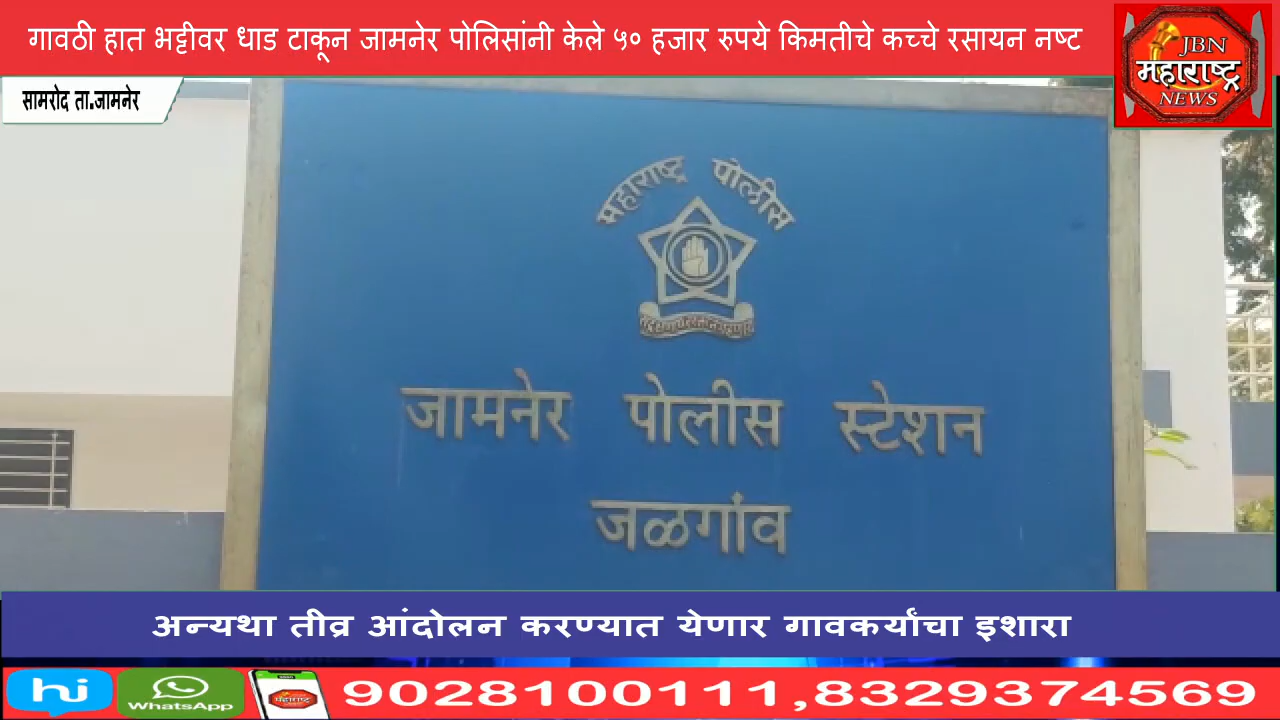 गावठी हात भट्टीवर धाड टाकून जामनेर पोलिसांनी केले ५० हजार रुपये किमतीचे कच्चे रसायन नष्ट
JBN
महाराष्ट्र
NEWS
सामरोद ता.जामनेर
महाराष्ट्र पोलीस
जामनेर पोलीस स्टेशन
जळगांव
अन्यथा तीव्र आंदोलन करण्यात येणार गावकर्यांचा इशारा
hi
WhatsApp
महाराष्ट्र
9028100111,8329374569